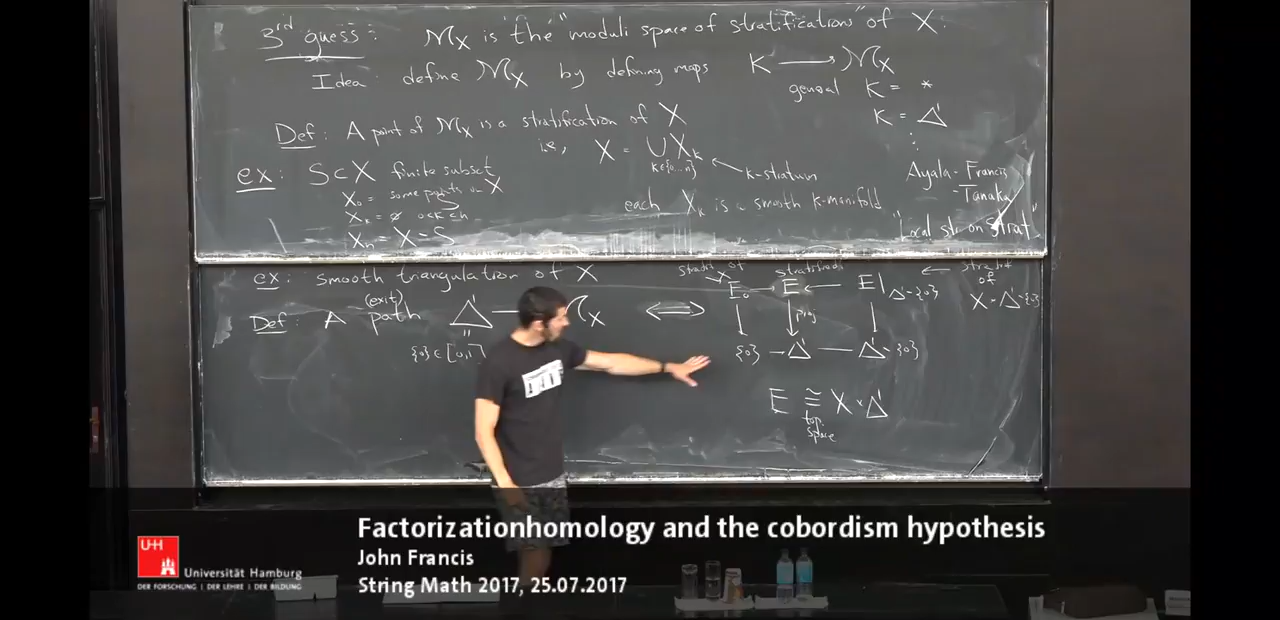 3rd guess: M_X is "the" "moduli space of stratifications" of X.
Idea: define M_X by defining maps K → M_X
general K = *
K = Δ¹
⋮
Def: A point of M_X is a stratification of X
i.e., X = ∪ X_k
k∈{0...n}
k-stratum
each X_k is a smooth k-manifold
Ayala-Francis
-Tanaka
"Local str. on Strat"
ex: S⊂X finite subset
X_0 = some points in X
X_k = ∅ 0<k<n
X_n = X-S
ex: smooth triangulation of X
Def: A (exit) path Δ¹ → M_X ⟺
{0} ∈ [0,1]
E_0 → E ← E|_{Δ¹-{0}}
proj
{0} → Δ¹ — Δ¹-{0}
of
X×Δ¹-{0}
E ≅ X × Δ¹
top.
space
MIT
UH
Universität Hamburg
DER FORSCHUNG | DER LEHRE | DER BILDUNG
Factorizationhomology and the cobordism hypothesis
John Francis
String Math 2017, 25.07.2017